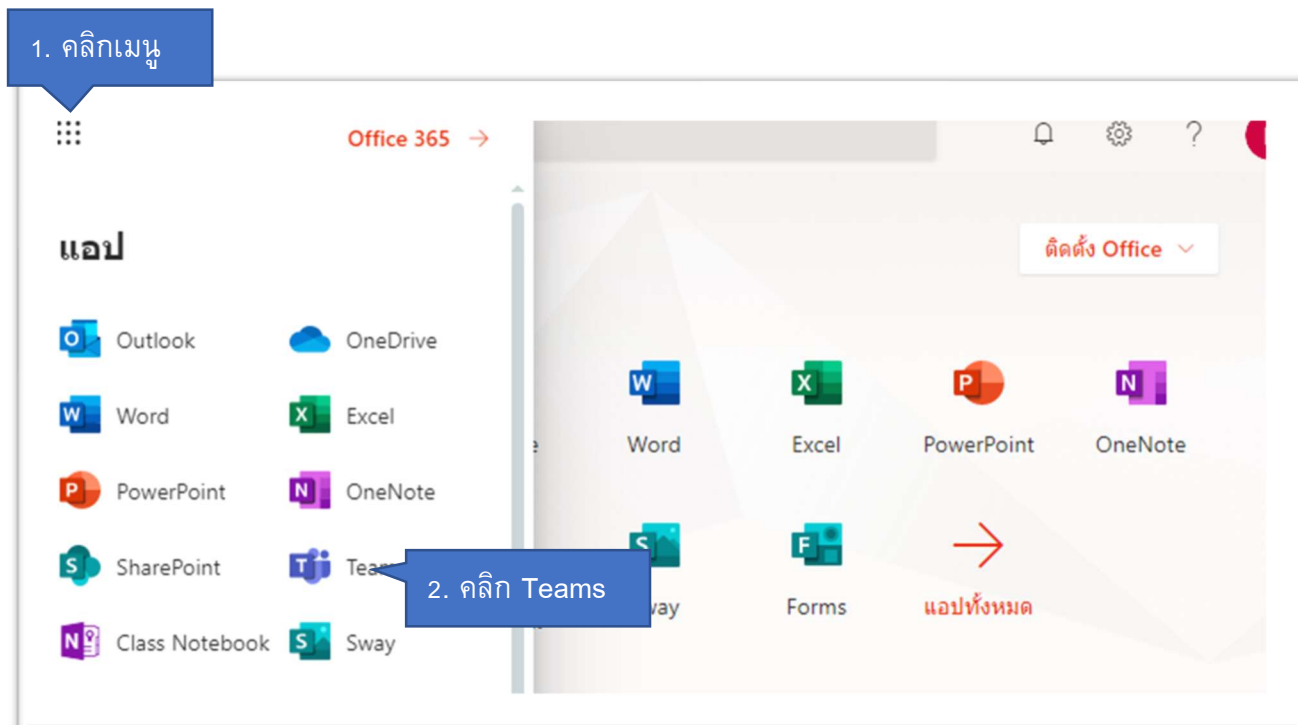 1. คลิกเมนู
Office 365 →
แอป
ติดตั้ง Office
Outlook
OneDrive
Word
Excel
PowerPoint
OneNote
SharePoint
2. คลิก Teams
Class Notebook
Sway
Word
Excel
PowerPoint
OneNote
Forms
แอปทั้งหมด